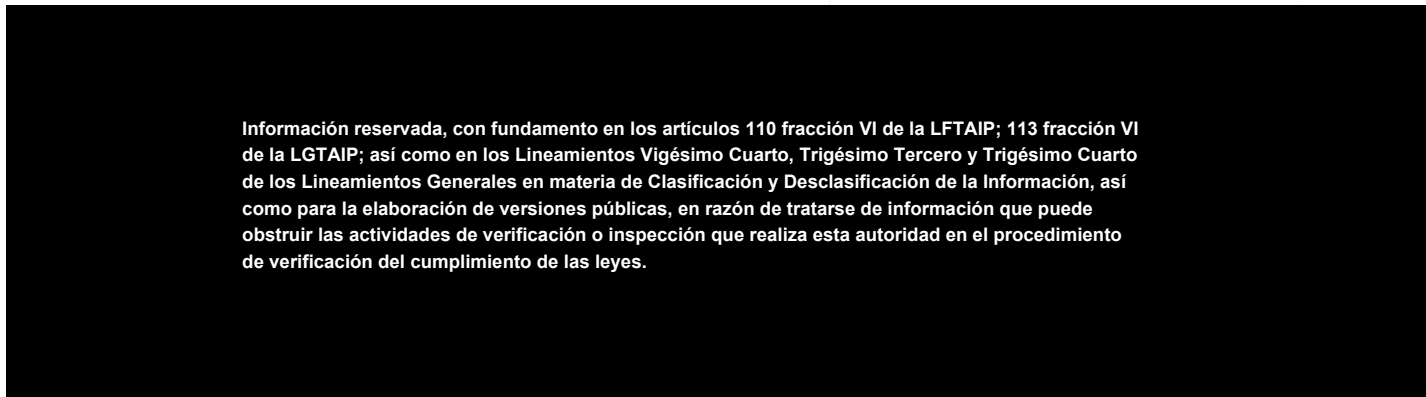 Información reservada, con fundamento en los artículos 110 fracción VI de la LFTAIP; 113 fracción VI
de la LGTAIP; así como en los Lineamientos Vigésimo Cuarto, Trigésimo Tercero y Trigésimo Cuarto
de los Lineamientos Generales en materia de Clasificación y Desclasificación de la Información, así
como para la elaboración de versiones públicas, en razón de tratarse de información que puede
obstruir las actividades de verificación o inspección que realiza esta autoridad en el procedimiento
de verificación del cumplimiento de las leyes.